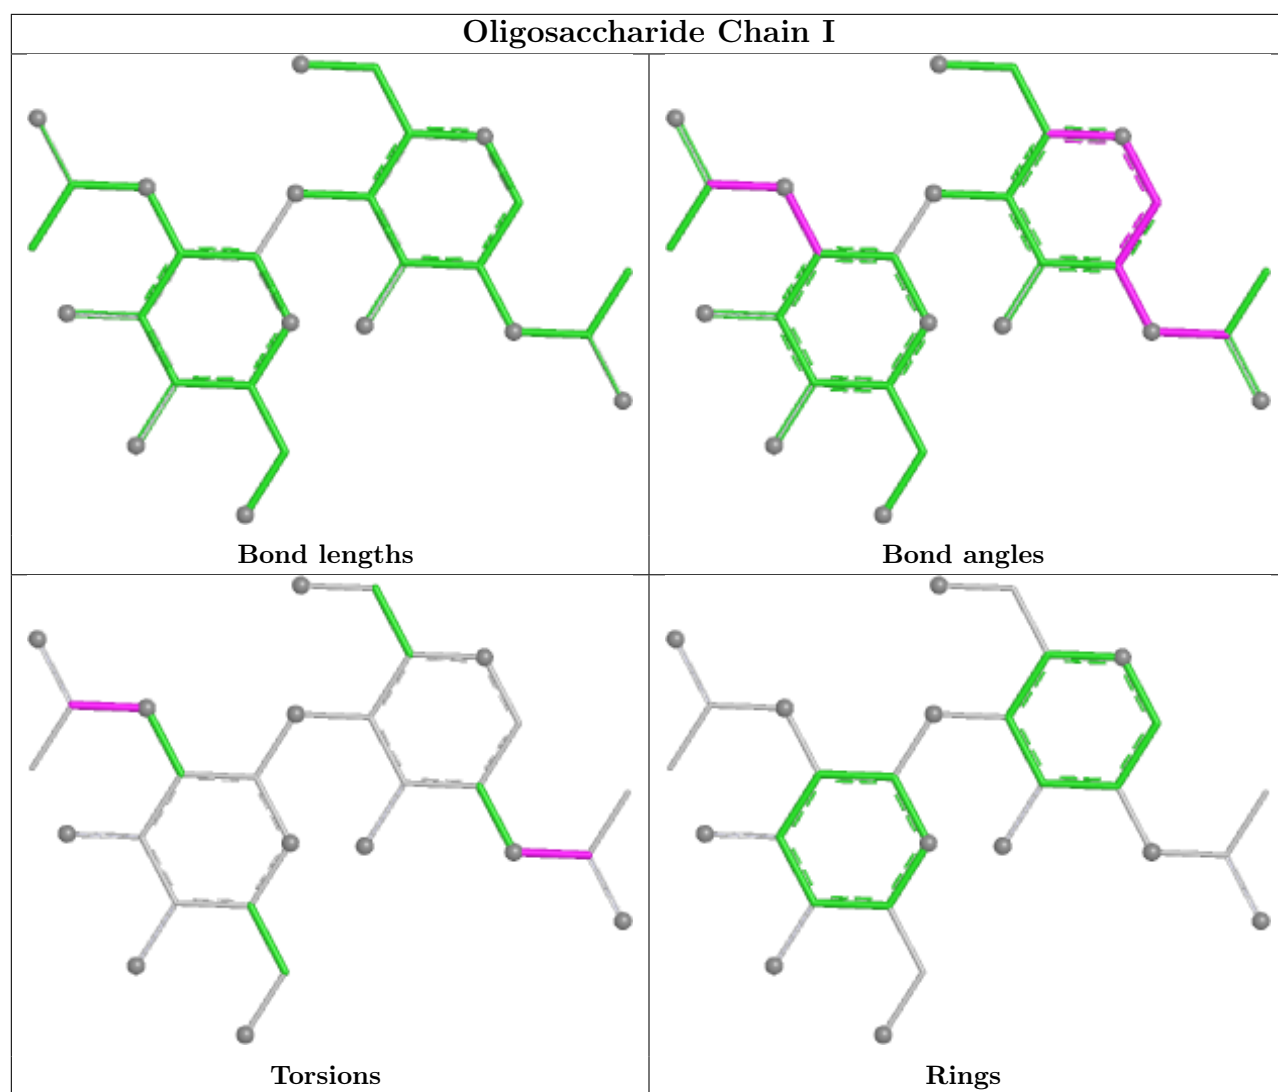 Oligosaccharide Chain I
Bond lengths
Bond angles
Torsions
Rings